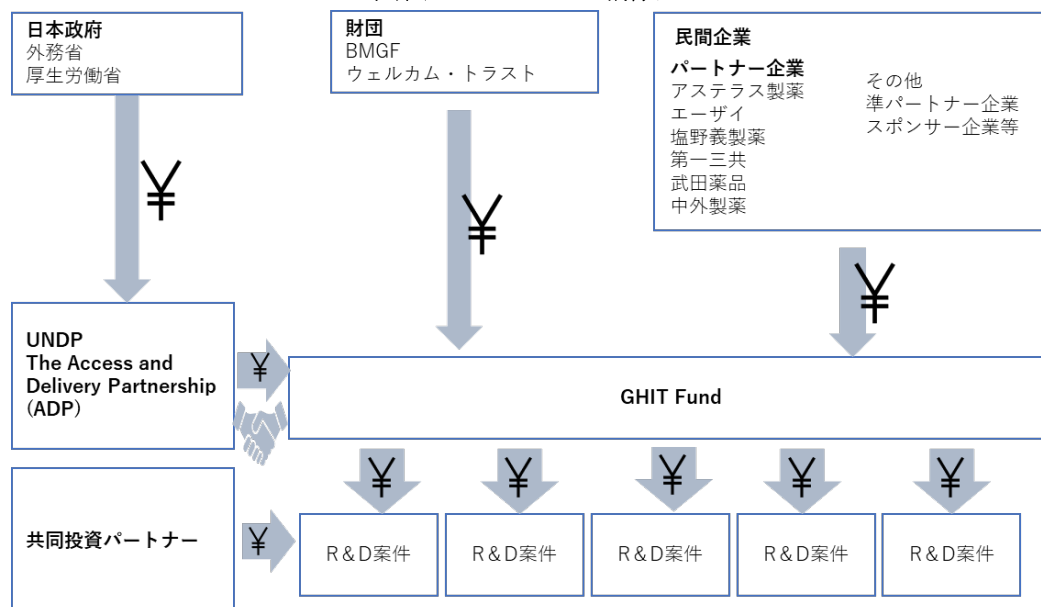 日本政府
外務省
厚生労働省
財団
BMGF
ウェルカム・トラスト
民間企業
パートナー企業
アステラス製薬
エーザイ
塩野義製薬
第一三共
武田薬品
中外製薬
その他
準パートナー企業
スポンサー企業等
¥
¥
¥
UNDP
The Access and
Delivery Partnership
(ADP)
¥
GHIT Fund
¥
¥
¥
¥
¥
共同投資パートナー
¥
R&D案件
R&D案件
R&D案件
R&D案件
R&D案件